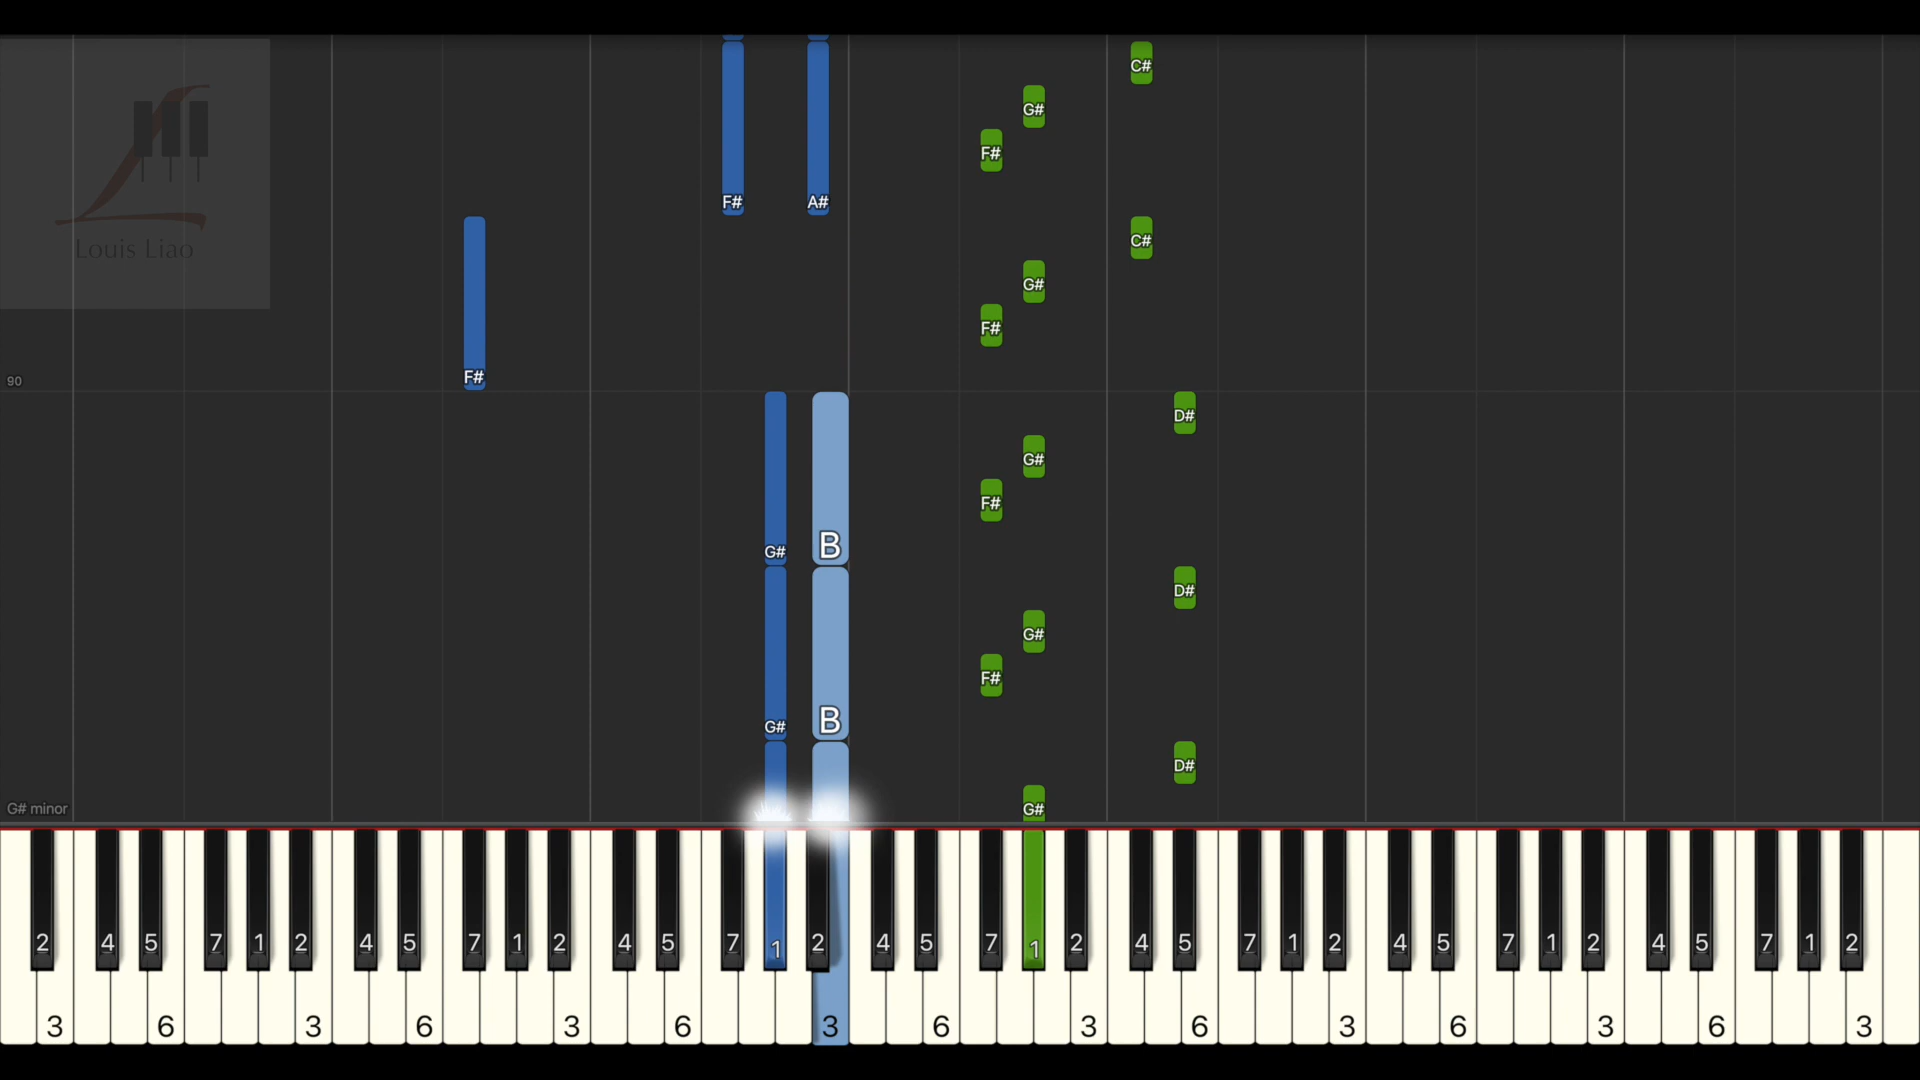 C#
G#
F#
F# A#
C#
Louis Liao
G#
F#
F#
90
D#
G#
F#
G# B
D#
G#
F#
G# B
D#
G# minor
G#
2 4 5 7 1 2 4 5 7 1 2 4 5 7 1 2 4 5 7 1 2 4 5 7 1 2 4 5 7 1 2 4 5 7 1 2
3 6 3 6 3 6 3 6 3 6 3 6 3 6 3